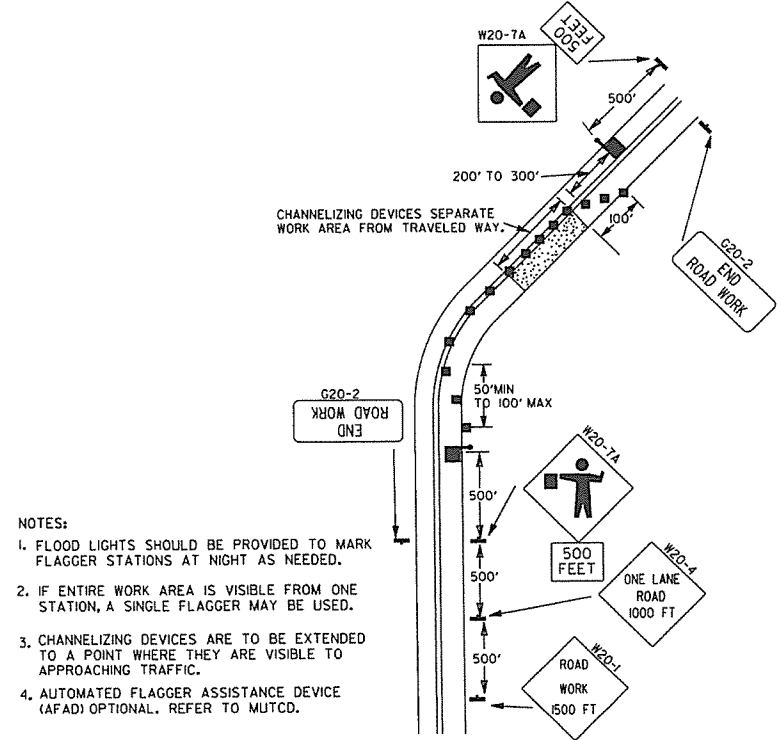 W20-7A
500
FEET
500'
200' TO 300'
CHANNELIZING DEVICES SEPARATE
WORK AREA FROM TRAVELED WAY.
100'
G20-2
END
ROAD WORK
G20-2
END
ROAD WORK
50'MIN
TO 100' MAX
W20-7A
500'
500
FEET
500'
W20-4
ONE LANE
ROAD
1000 FT
500'
W20-1
ROAD
WORK
1500 FT
NOTES:
1. FLOOD LIGHTS SHOULD BE PROVIDED TO MARK
FLAGGER STATIONS AT NIGHT AS NEEDED.
2. IF ENTIRE WORK AREA IS VISIBLE FROM ONE
STATION, A SINGLE FLAGGER MAY BE USED.
3. CHANNELIZING DEVICES ARE TO BE EXTENDED
TO A POINT WHERE THEY ARE VISIBLE TO
APPROACHING TRAFFIC.
4. AUTOMATED FLAGGER ASSISTANCE DEVICE
(AFAD) OPTIONAL. REFER TO MUTCD.